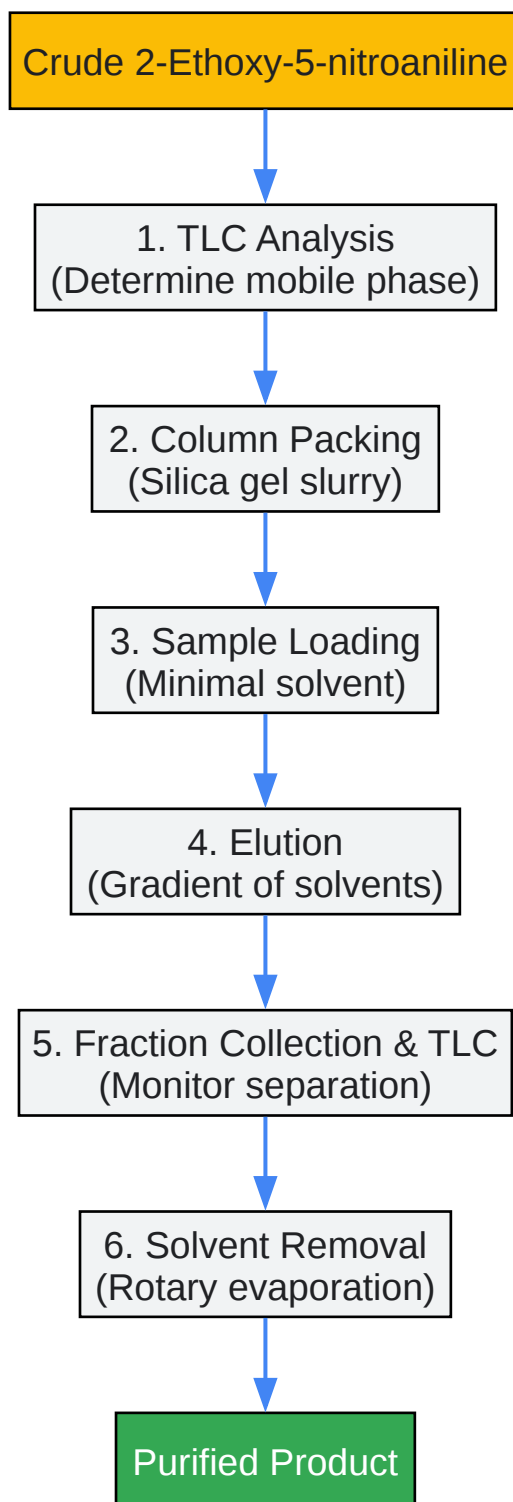 Crude 2-Ethoxy-5-nitroaniline
1. TLC Analysis
(Determine mobile phase)
2. Column Packing
(Silica gel slurry)
3. Sample Loading
(Minimal solvent)
4. Elution
(Gradient of solvents)
5. Fraction Collection & TLC
(Monitor separation)
6. Solvent Removal
(Rotary evaporation)
Purified Product